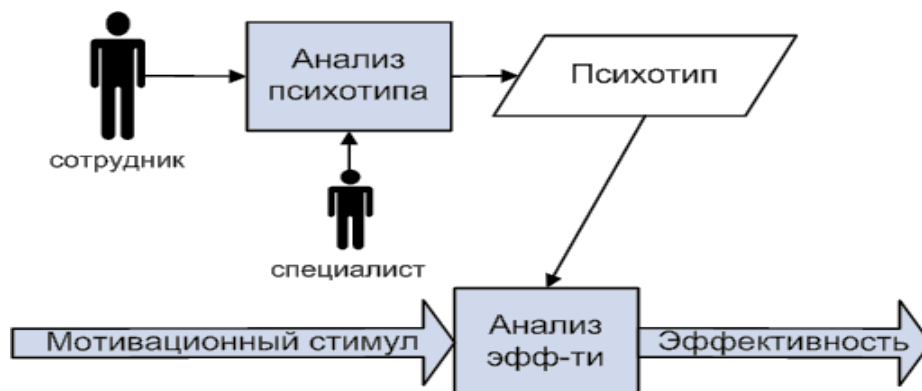 Анализ
психотипа
Психотип
сотрудник
специалист
Мотивационный стимул
Анализ
эфф-ти
Эффективность